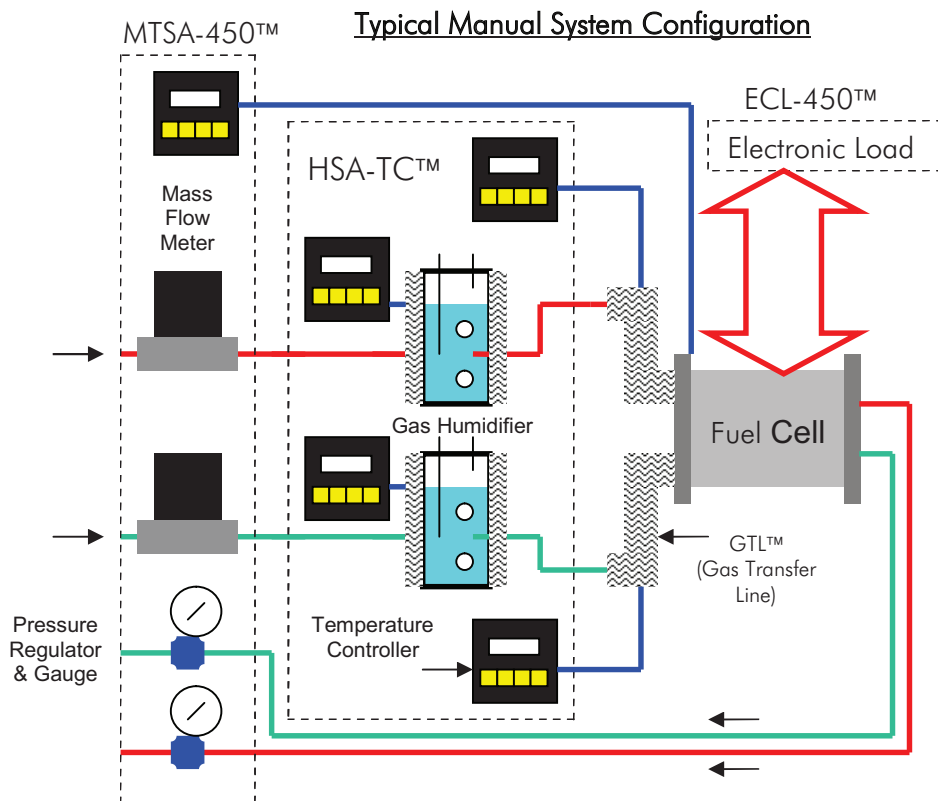 Typical Manual System Configuration
MTSA-450™
ECL-450™
Electronic Load
HSA-TC™
Mass
Flow
Meter
Gas Humidifier
Fuel Cell
GTL™
(Gas Transfer
Line)
Pressure
Regulator
& Gauge
Temperature
Controller